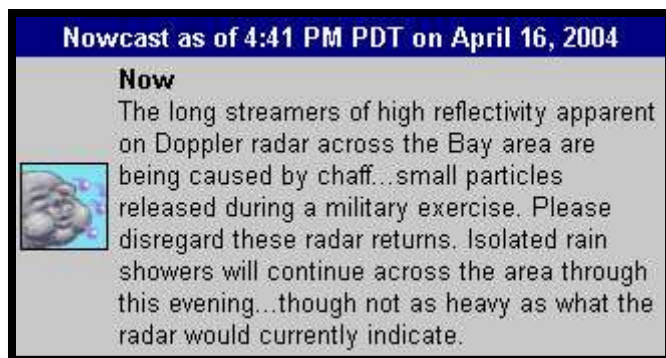 Nowcast as of 4:41 PM PDT on April 16, 2004
Now
The long streamers of high reflectivity apparent
on Doppler radar across the Bay area are
being caused by chaff...small particles
released during a military exercise. Please
disregard these radar returns. Isolated rain
showers will continue across the area through
this evening...though not as heavy as what the
radar would currently indicate.